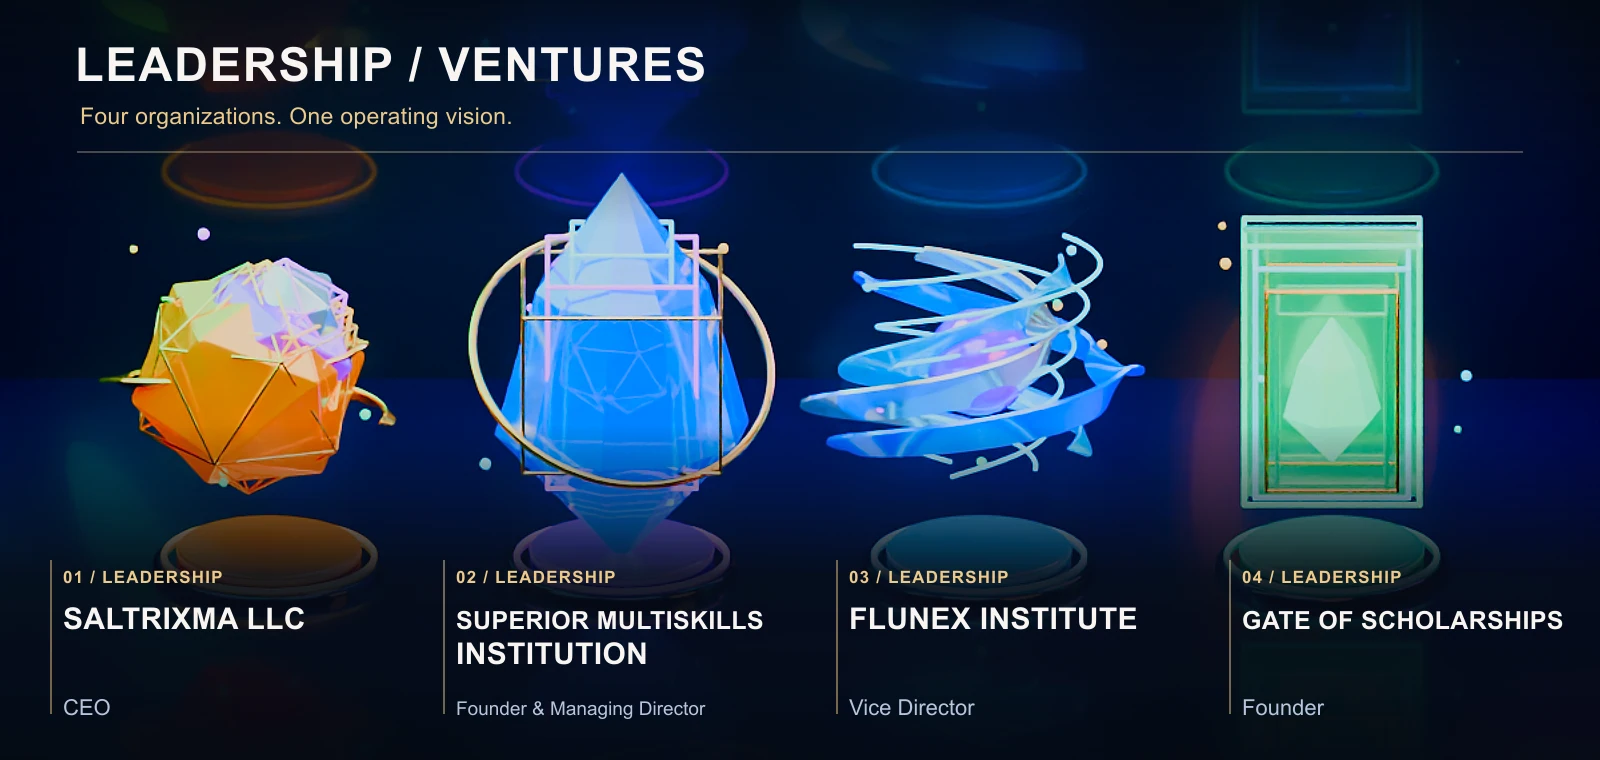 LEADERSHIP / VENTURES
Four organizations. One operating vision.
01 / LEADERSHIP
SALTRIXMA LLC
CEO
02 / LEADERSHIP
SUPERIOR MULTISKILLS
INSTITUTION
Founder & Managing Director
03 / LEADERSHIP
FLUNEX INSTITUTE
Vice Director
04 / LEADERSHIP
GATE OF SCHOLARSHIPS
Founder